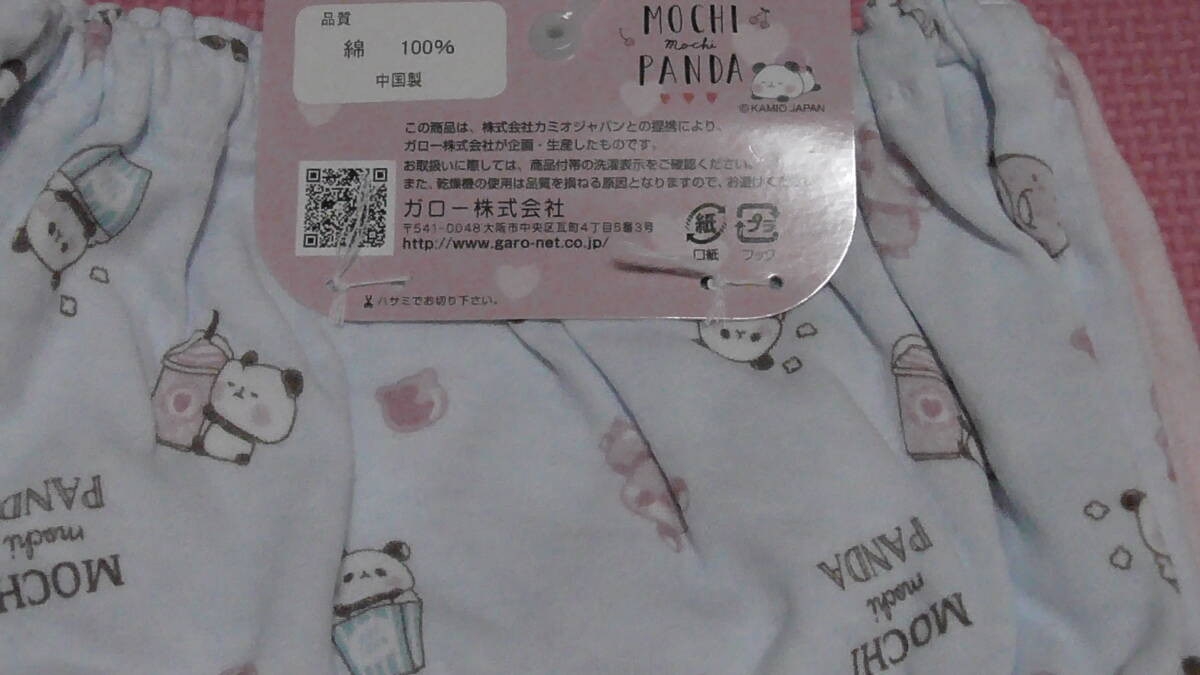 品質
綿 100%
中国製
MOCHI
mochi
PANDA
©KAMIO JAPAN
この商品は、株式会社カミオジャパンとの提携により、
ガロー株式会社が企画・生産したものです。
お取扱いに際しては、商品付帯の洗濯表示をご確認ください。
また、乾燥機の使用は品質を損ねる原因となりますので、お避けください。
ガロー株式会社
〒541-0048 大阪市中央区瓦町4丁目5番3号
http://www.garo-net.co.jp/
紙
口紙
プラ
フック
ハサミでお切り下さい。
MOCHI
mochi
PANDA
MOCHI
mochi
PANDA